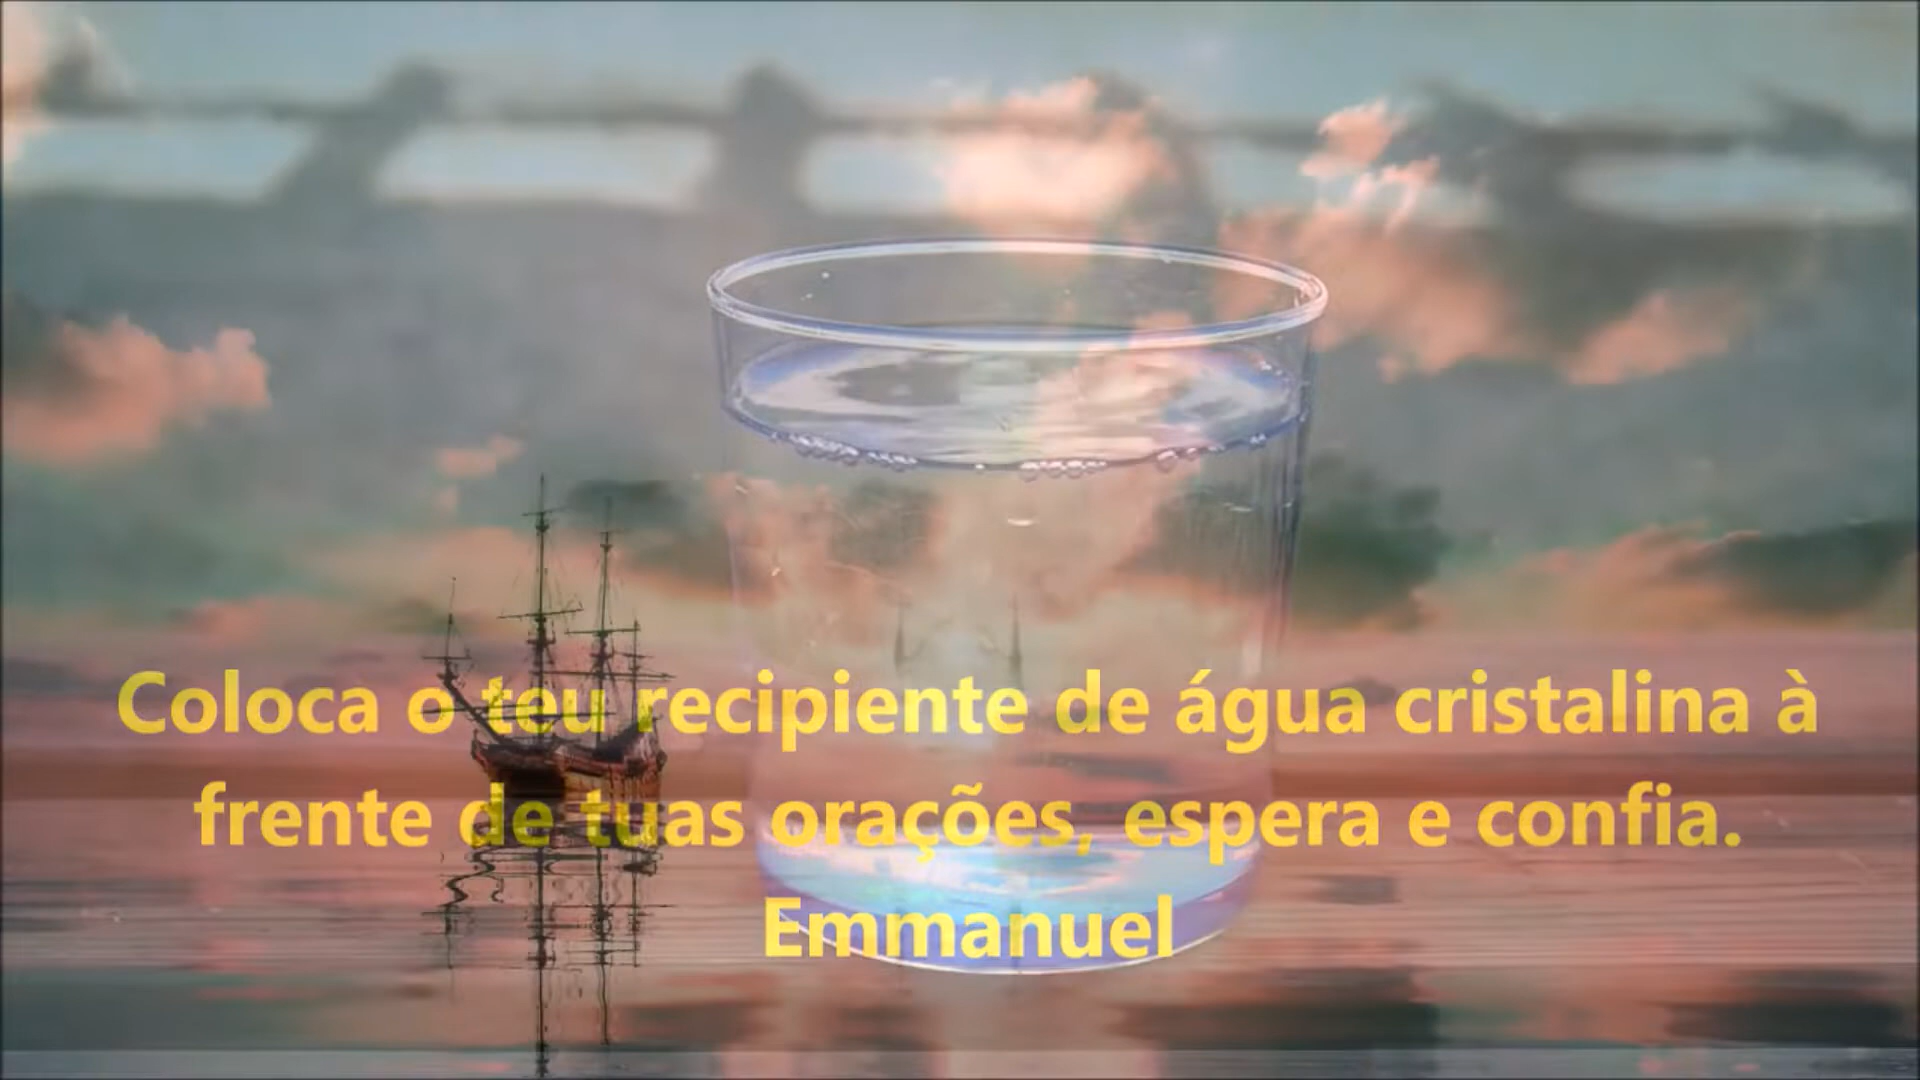 Coloca o teu recipiente de água cristalina à
frente de tuas orações, espera e confia.
Emmanuel